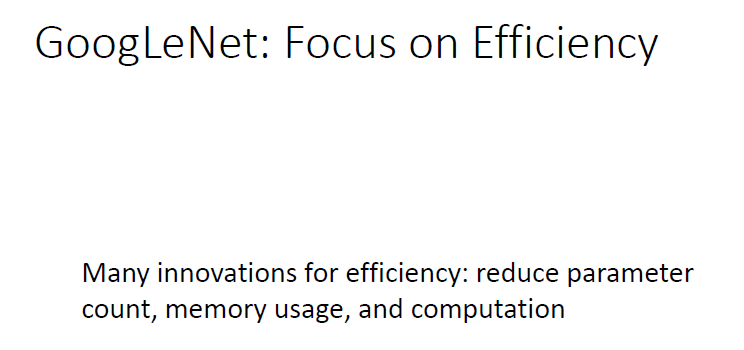 GoogLeNet: Focus on Efficiency
Many innovations for efficiency: reduce parameter
count, memory usage, and computation